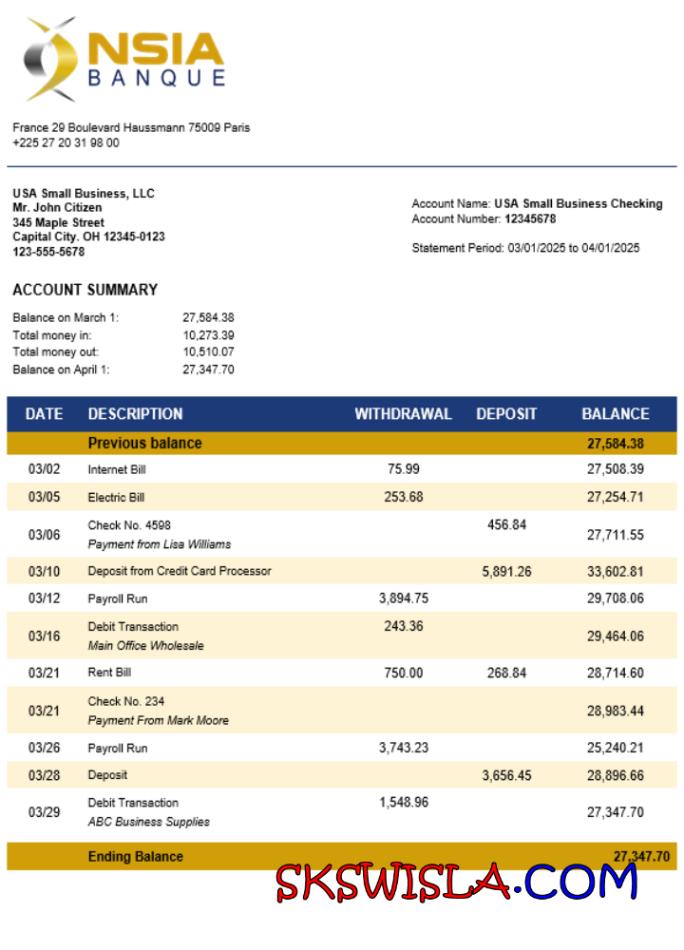 NSIA
BANQUE
France 29 Boulevard Haussmann 75009 Paris
+225 27 20 31 98 00
USA Small Business, LLC
Mr. John Citizen
345 Maple Street
Capital City. OH 12345-0123
123-555-5678
Account Name: USA Small Business Checking
Account Number: 12345678
Statement Period: 03/01/2025 to 04/01/2025
ACCOUNT SUMMARY
Balance on March 1: 27,584.38
Total money in: 10,273.39
Total money out: 10,510.07
Balance on April 1: 27,347.70
DATE DESCRIPTION WITHDRAWAL DEPOSIT BALANCE
Previous balance 27,584.38
03/02 Internet Bill 75.99 27,508.39
03/05 Electric Bill 253.68 27,254.71
03/06 Check No. 4598 456.84 27,711.55
Payment from Lisa Williams
03/10 Deposit from Credit Card Processor 5,891.26 33,602.81
03/12 Payroll Run 3,894.75 29,708.06
03/16 Debit Transaction 243.36 29,464.06
Main Office Wholesale
03/21 Rent Bill 750.00 268.84 28,714.60
03/21 Check No. 234 28,983.44
Payment From Mark Moore
03/26 Payroll Run 3,743.23 25,240.21
03/28 Deposit 3,656.45 28,896.66
03/29 Debit Transaction 1,548.96 27,347.70
ABC Business Supplies
Ending Balance 27,347.70
SKSWISLA.COM